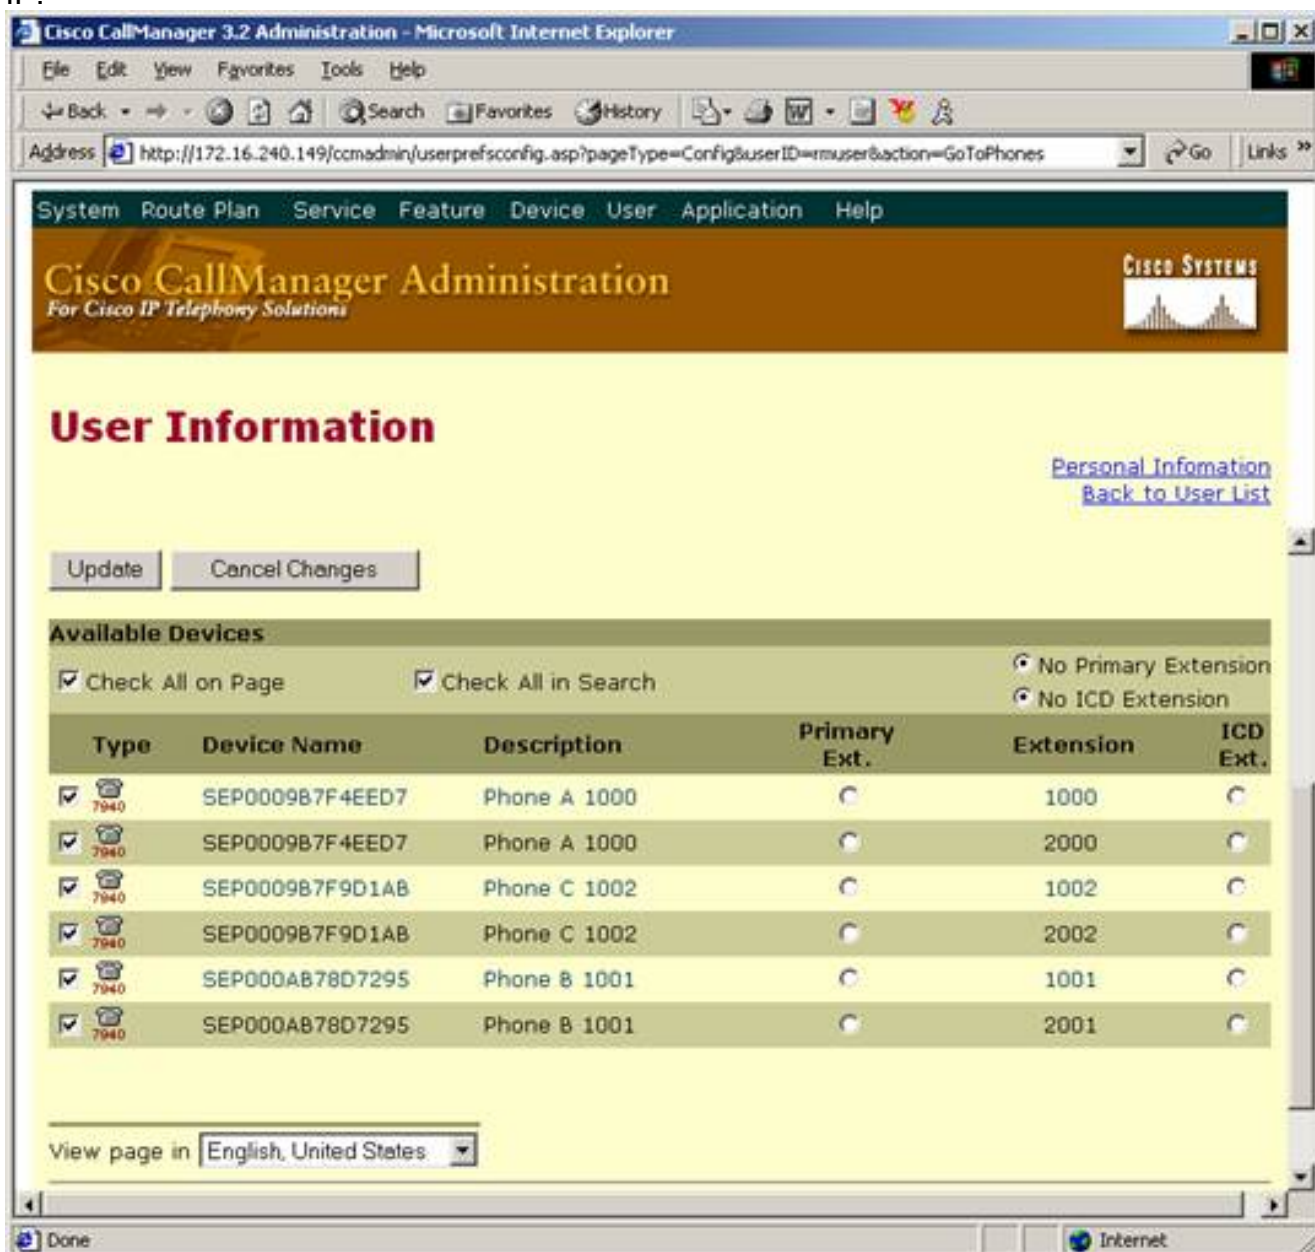 IP.
Cisco CallManager 3.2 Administration - Microsoft Internet Explorer
File Edit View Favorites Tools Help
Back Search Favorites History
Address http://172.16.240.149/ccmadmin/userprefsconfig.asp?pageType=Config&userID=rmuser&action=GoToPhones Go Links »
System Route Plan Service Feature Device User Application Help
Cisco CallManager Administration
For Cisco IP Telephony Solutions
CISCO SYSTEMS
User Information
Personal Infomation
Back to User List
Update Cancel Changes
Available Devices
Check All on Page Check All in Search No Primary Extension
No ICD Extension
Type Device Name Description Primary Ext. Extension ICD Ext.
7940 SEP0009B7F4EED7 Phone A 1000 1000
7940 SEP0009B7F4EED7 Phone A 1000 2000
7940 SEP0009B7F9D1AB Phone C 1002 1002
7940 SEP0009B7F9D1AB Phone C 1002 2002
7940 SEP000AB78D7295 Phone B 1001 1001
7940 SEP000AB78D7295 Phone B 1001 2001
View page in English, United States
Done Internet